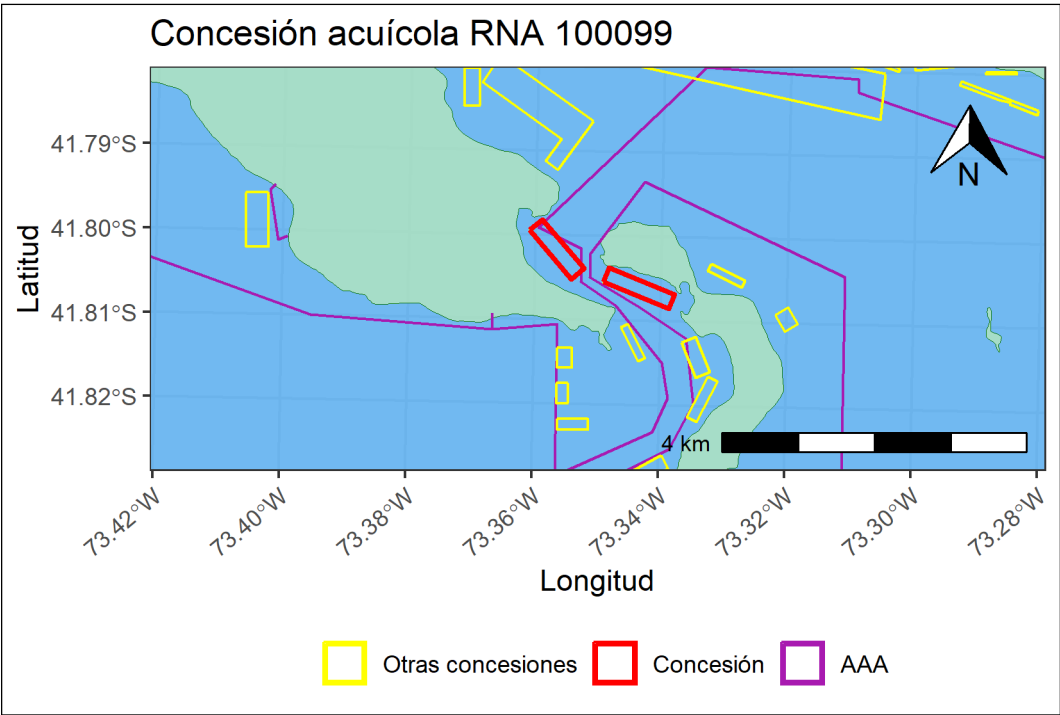 Concesión acuícola RNA 100099
41.79°S
41.80°S
41.81°S
41.82°S
Latitud
N
4 km
73.42°W
73.40°W
73.38°W
73.36°W
73.34°W
73.32°W
73.30°W
73.28°W
Longitud
Otras concesiones
Concesión
AAA